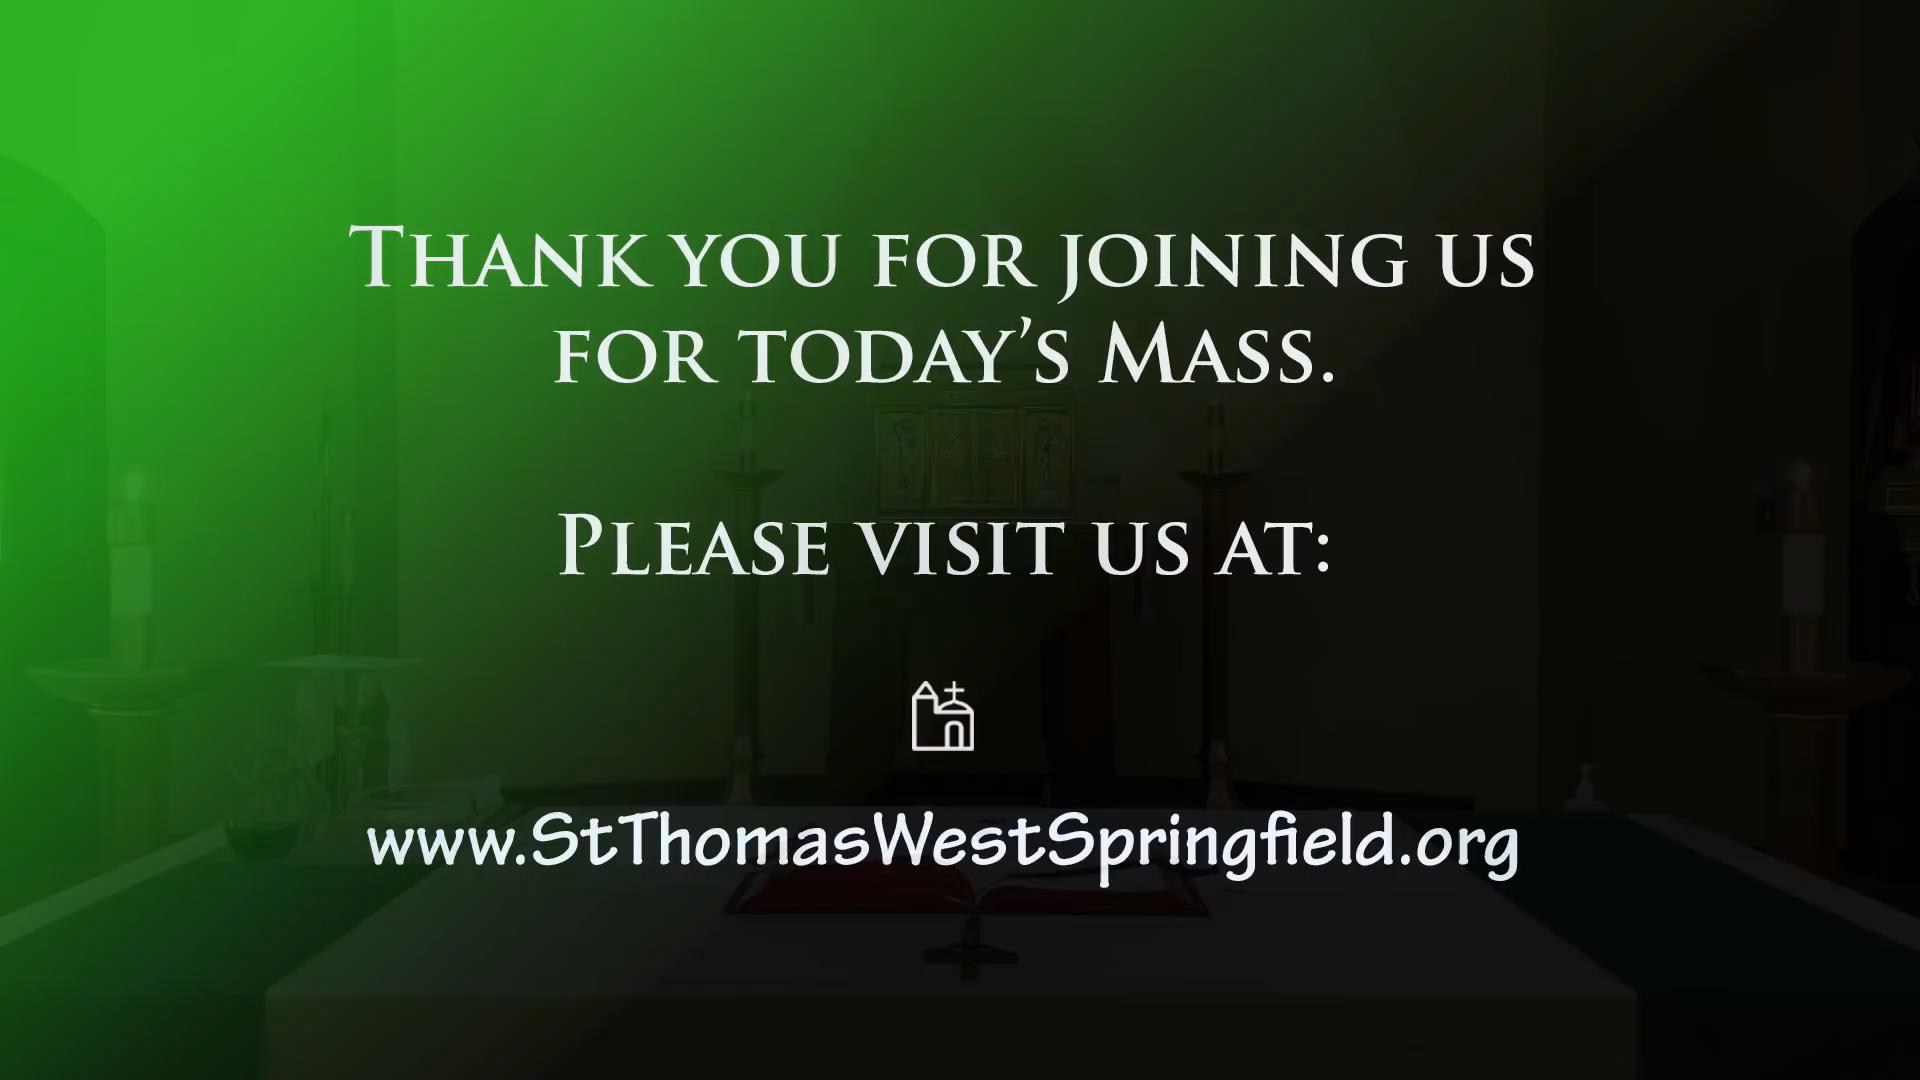 Thank you for joining us
for today’s Mass.
Please visit us at:
www.StThomasWestSpringfield.org